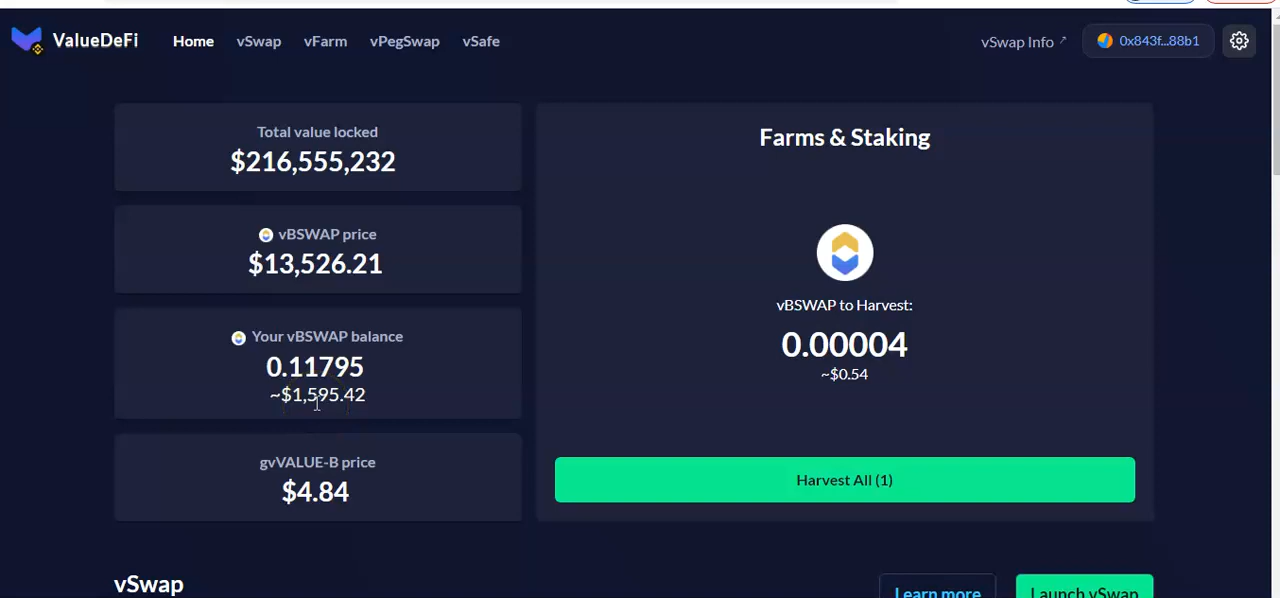 ValueDeFi
Home vSwap vFarm vPegSwap vSafe
vSwap Info ↗ 0x843f...88b1
Total value locked
$216,555,232
vBSWAP price
$13,526.21
Your vBSWAP balance
0.11795
~$1,595.42
gvVALUE-B price
$4.84
Farms & Staking
vBSWAP to Harvest:
0.00004
~$0.54
Harvest All (1)
vSwap
Learn more Launch vSwap